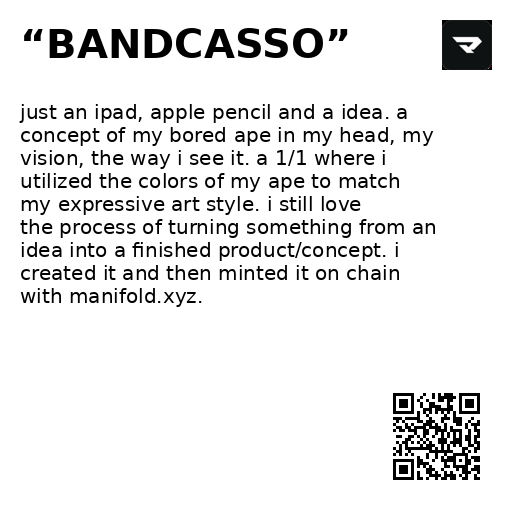 “BANDCASSO”
just an ipad, apple pencil and a idea. a
concept of my bored ape in my head, my
vision, the way i see it. a 1/1 where i
utilized the colors of my ape to match
my expressive art style. i still love
the process of turning something from an
idea into a finished product/concept. i
created it and then minted it on chain
with manifold.xyz.